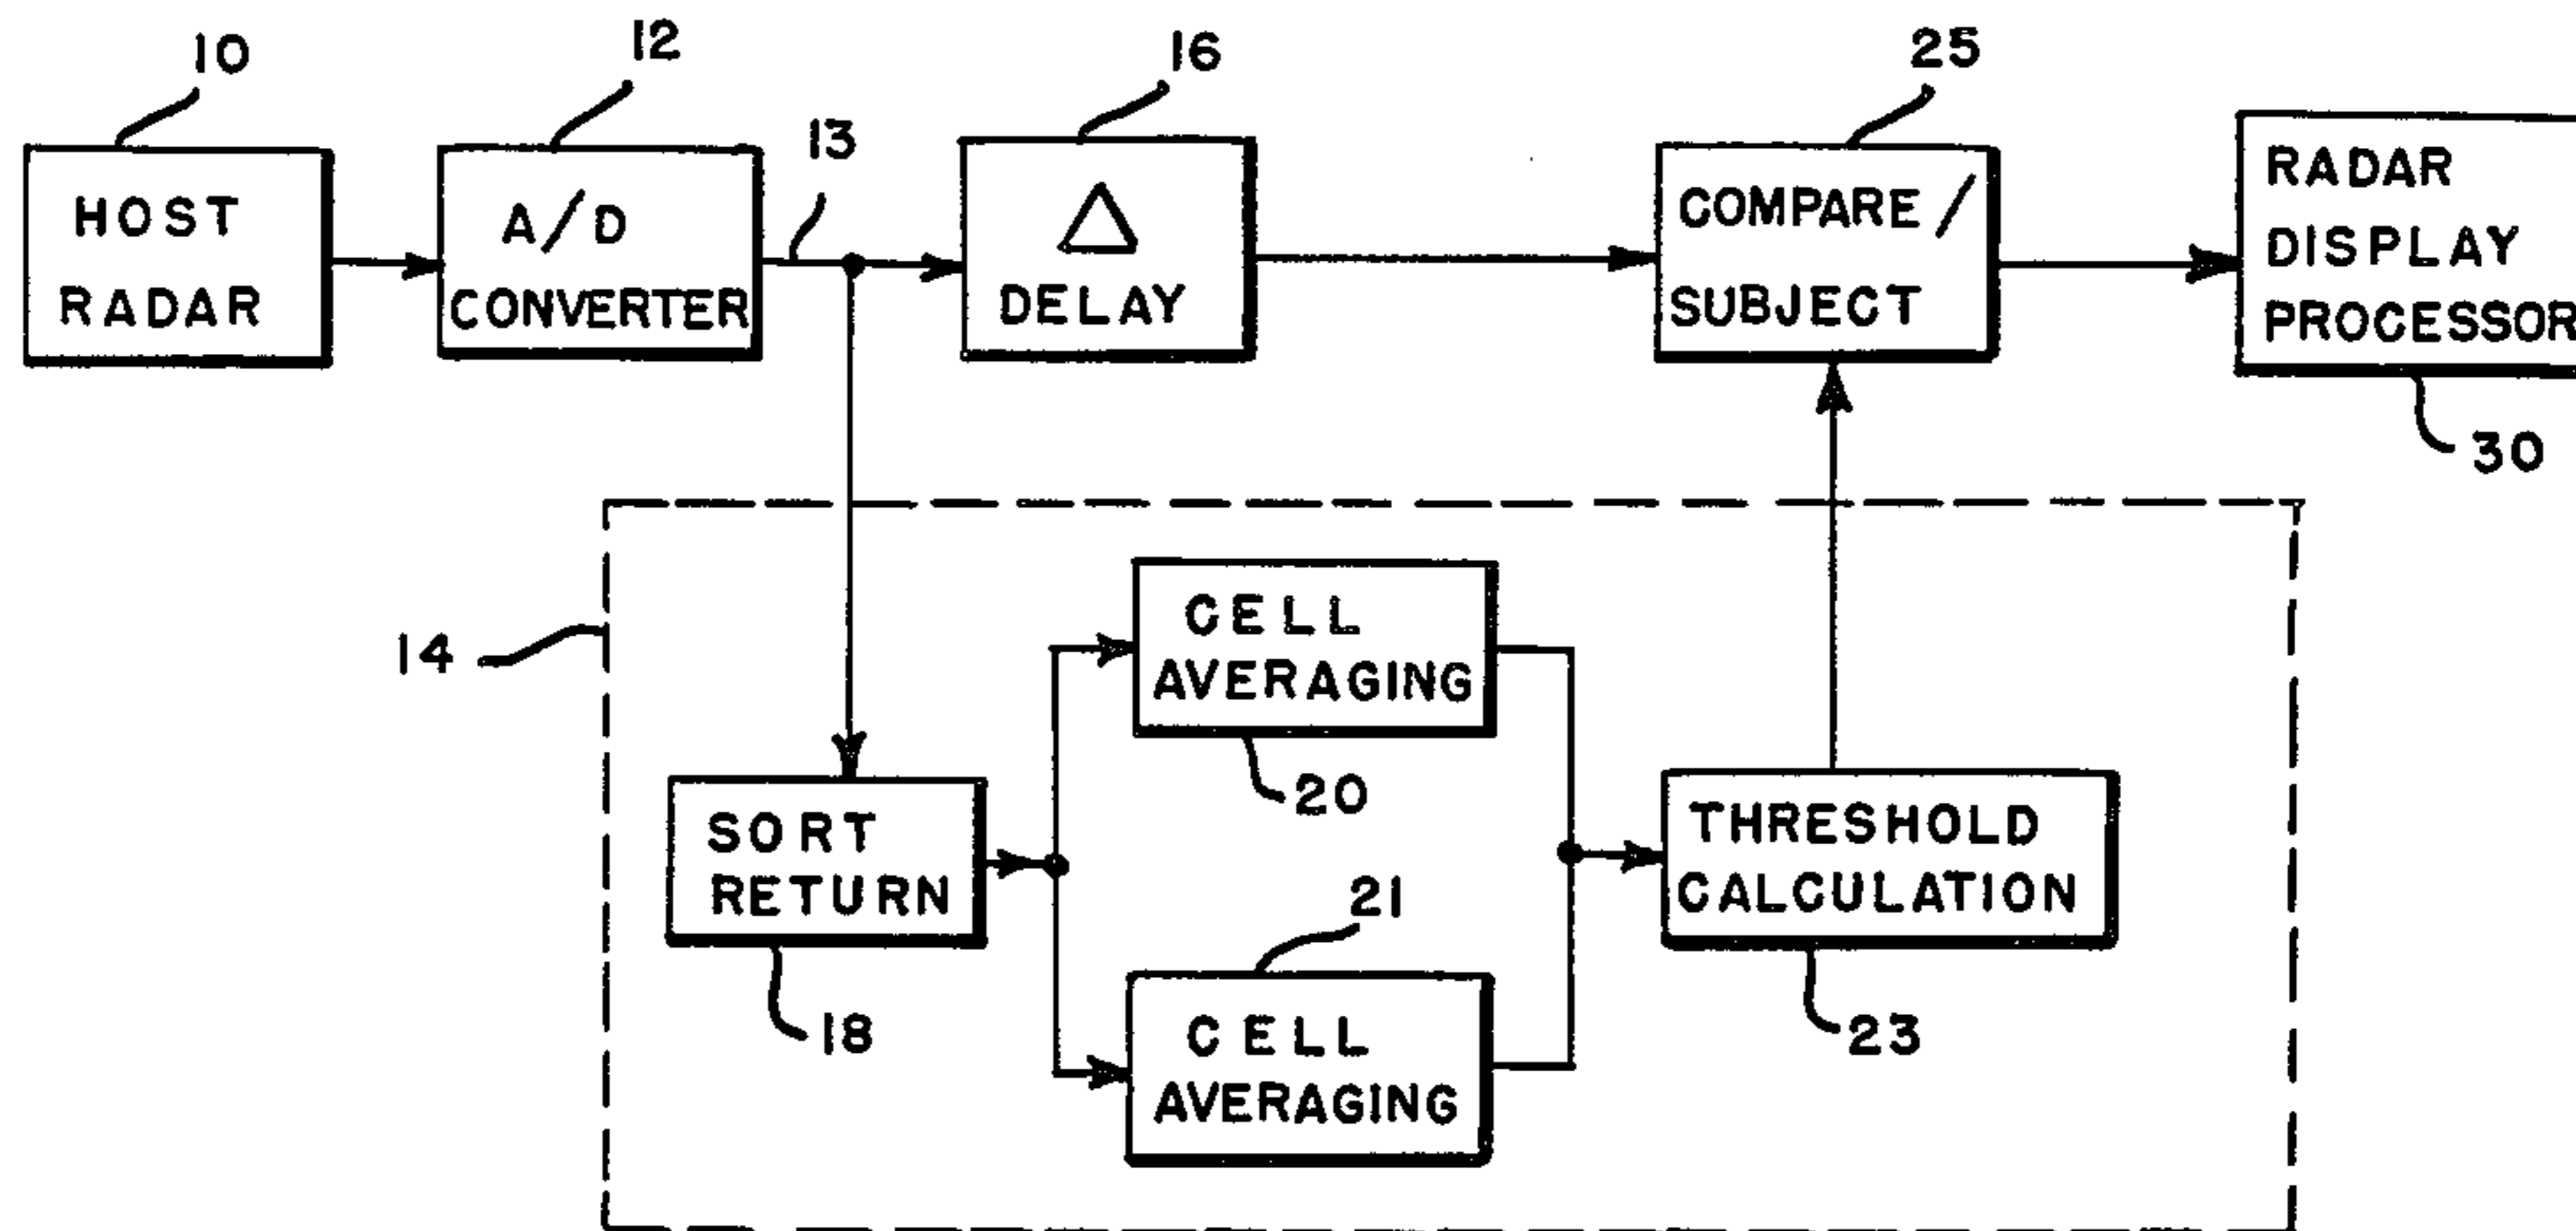 10
12
13
16
25
HOST
RADAR
A/D
CONVERTER
△
DELAY
COMPARE/
SUBJECT
RADAR
DISPLAY
PROCESSOR
30
14
CELL
AVERAGING
20
SORT
RETURN
18
21
CELL
AVERAGING
THRESHOLD
CALCULATION
23